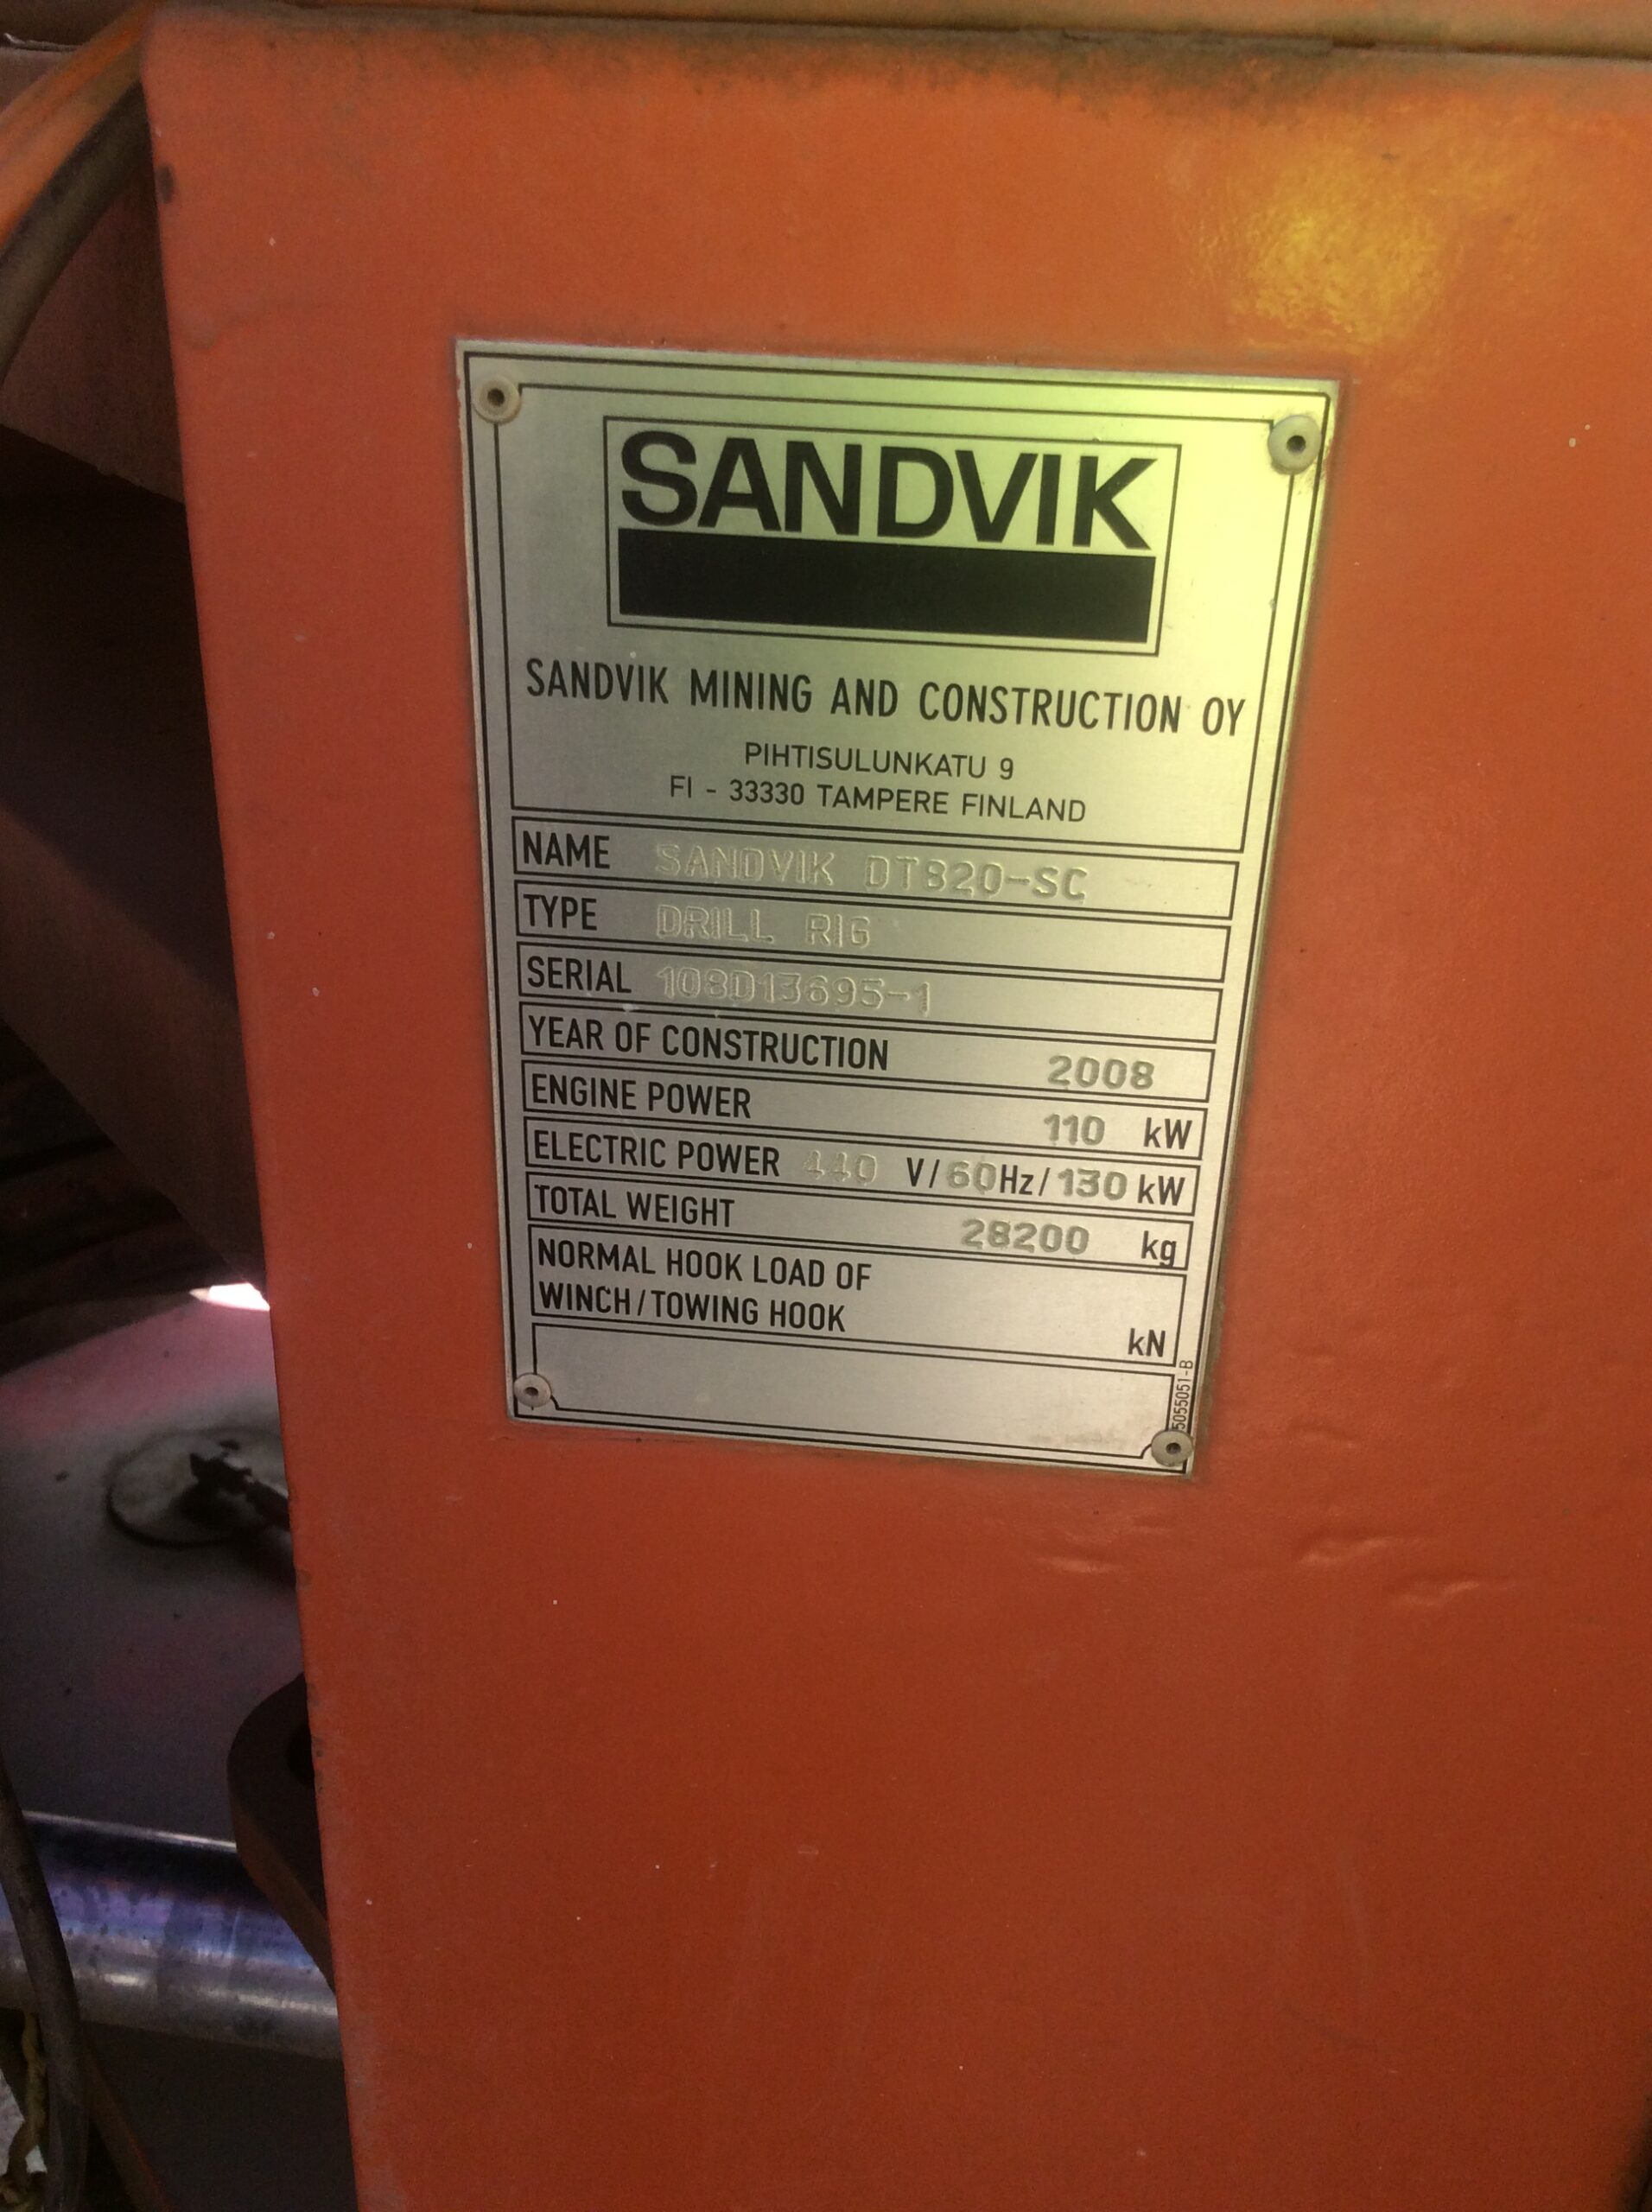 SANDVIK
SANDVIK MINING AND CONSTRUCTION OY
PIHTISULUNKATU 9
FI - 33330 TAMPERE FINLAND
NAME SANDVIK DT820-SC
TYPE DRILL RIG
SERIAL 108D13695-1
YEAR OF CONSTRUCTION 2008
ENGINE POWER 110 kW
ELECTRIC POWER 440 V/60Hz/130 kW
TOTAL WEIGHT 28200 kg
NORMAL HOOK LOAD OF
WINCH/TOWING HOOK kN
5055051-B